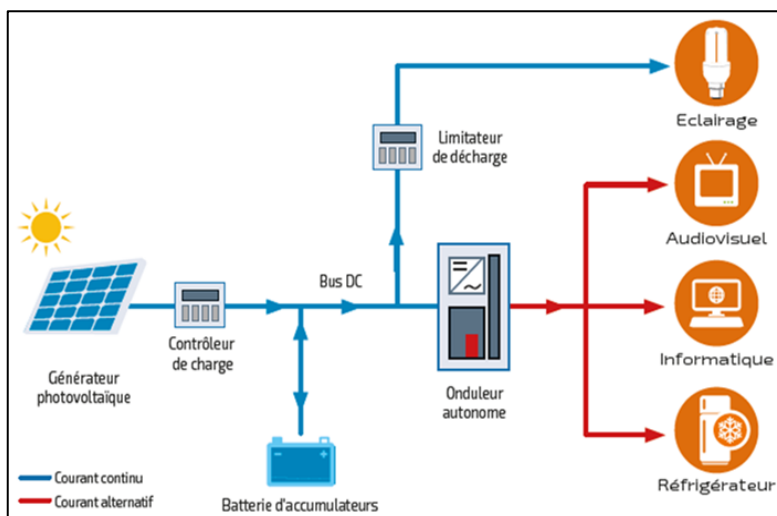 Eclairage
Limitateur
de décharge
Audiovisuel
Bus DC
Contrôleur
de charge
Informatique
Générateur
photovoltaïque
Onduleur
autonome
Courant continu
Courant alternatif
Batterie d'accumulateurs
Réfrigérateur